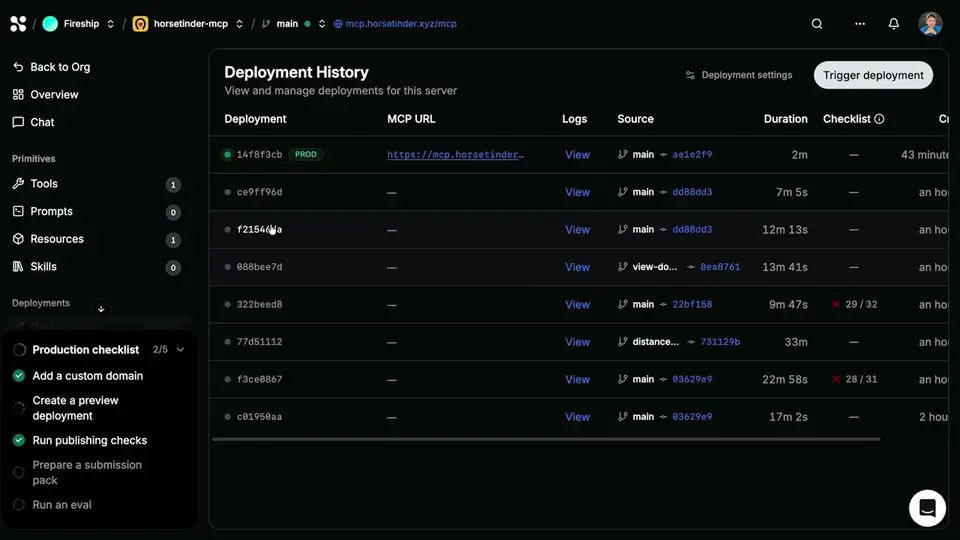 Fireship horsetinder-mcp main mcp.horsetinder.xyz/mcp
Back to Org
Overview
Chat
Primitives
Tools 1
Prompts 0
Resources 1
Skills 0
Deployments
Production checklist 2/5
Add a custom domain
Create a preview
deployment
Run publishing checks
Prepare a submission
pack
Run an eval
Deployment History
View and manage deployments for this server
Deployment settings
Trigger deployment
Deployment MCP URL Logs Source Duration Checklist
14f8f3cb PROD https://mcp.horsetinder… View main ae1e2f9 2m — 43 minute
ce9ff96d — View main dd88dd3 7m 5s — an ho
— View main dd88dd3 12m 13s — an ho
088bee7d — View view-do... 8ea8761 13m 41s — an ho
322beed8 — View main 22bf158 9m 47s 29 / 32 an ho
77d51112 — View distance... 731129b 33m — an ho
f3ce0867 — View main 03629e9 22m 58s 28 / 31 an ho
c01950aa — View main 03629e9 17m 2s — 2 hou